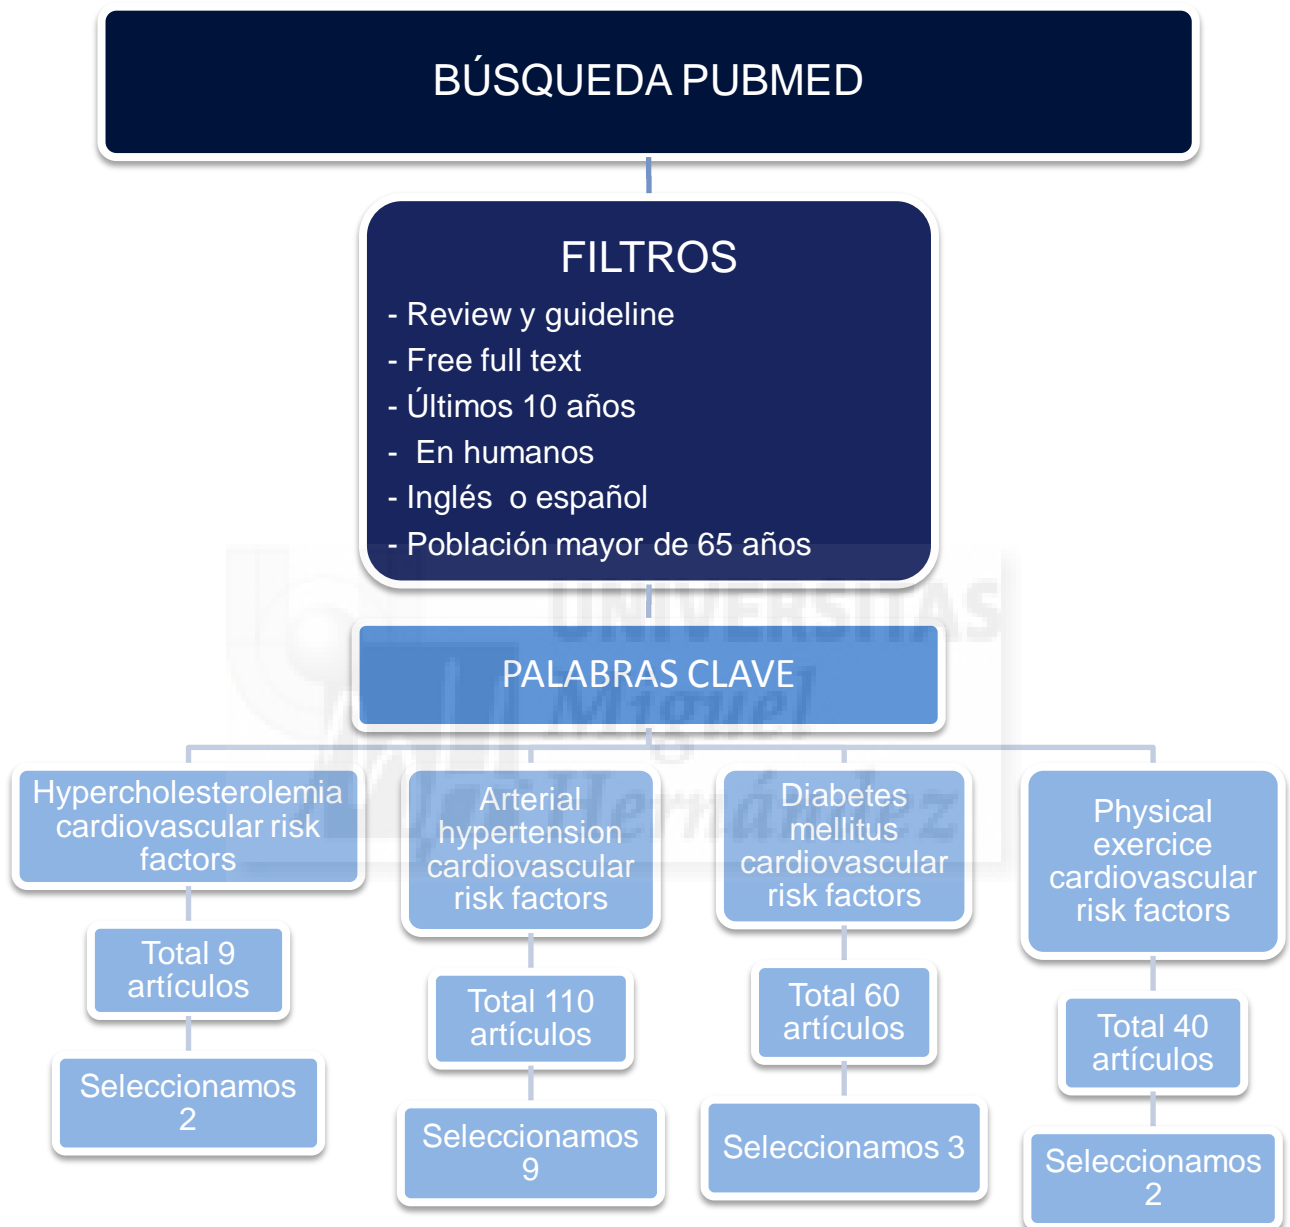 BÚSQUEDA PUBMED
FILTROS
- Review y guideline
- Free full text
- Últimos 10 años
- En humanos
- Inglés o español
- Población mayor de 65 años
UNIVERSITAS
Miguel
Hernández
PALABRAS CLAVE
Hypercholesterolemia
cardiovascular risk
factors
Total 9
artículos
Seleccionamos
2
Arterial
hypertension
cardiovascular
risk factors
Total 110
artículos
Seleccionamos
9
Diabetes
mellitus
cardiovascular
risk factors
Total 60
artículos
Seleccionamos 3
Physical
exercice
cardiovascular
risk factors
Total 40
artículos
Seleccionamos
2